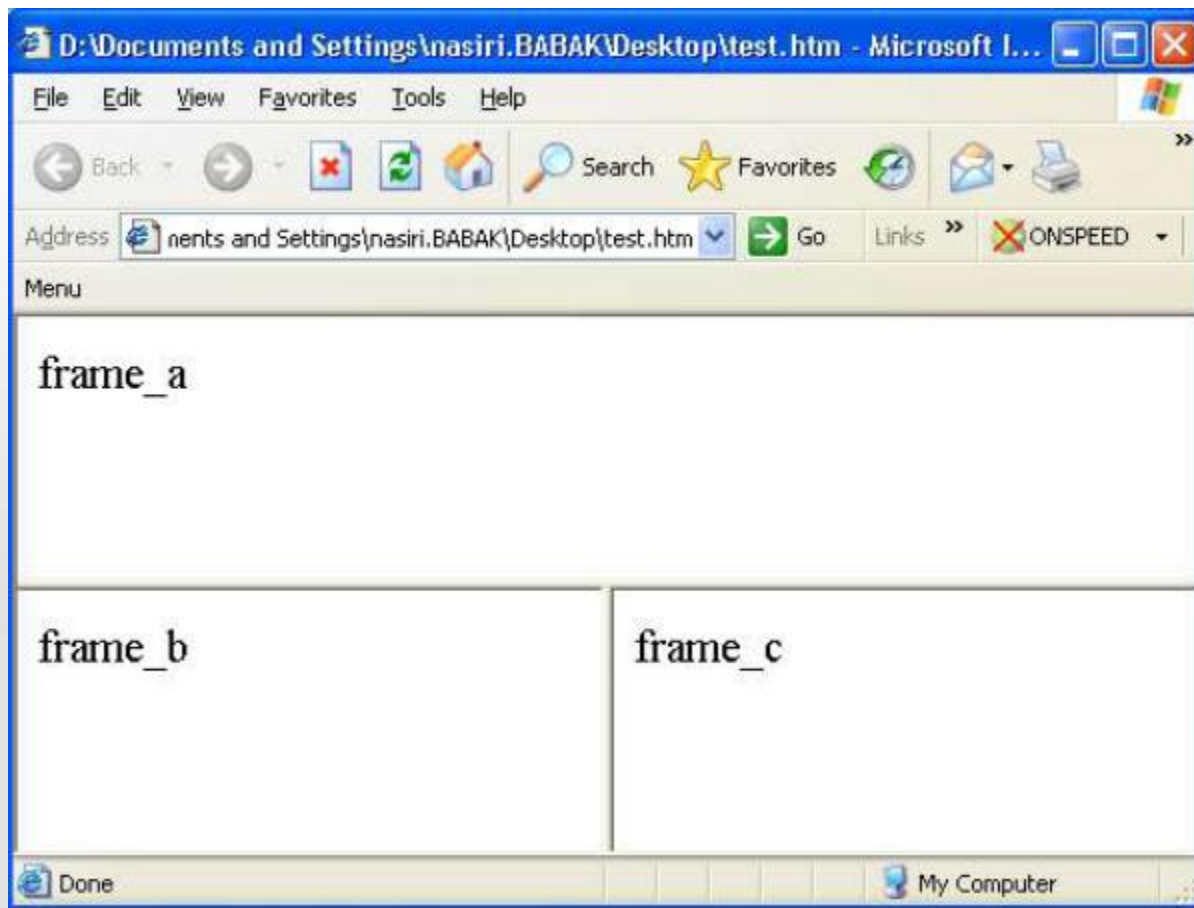 D:\Documents and Settings\nasiri.BABAK\Desktop\test.htm - Microsoft I...
File Edit View Favorites Tools Help
Back Search Favorites
Address nents and Settings\nasiri.BABAK\Desktop\test.htm Go Links » ONSPEED
Menu
frame_a
frame_b frame_c
Done My Computer